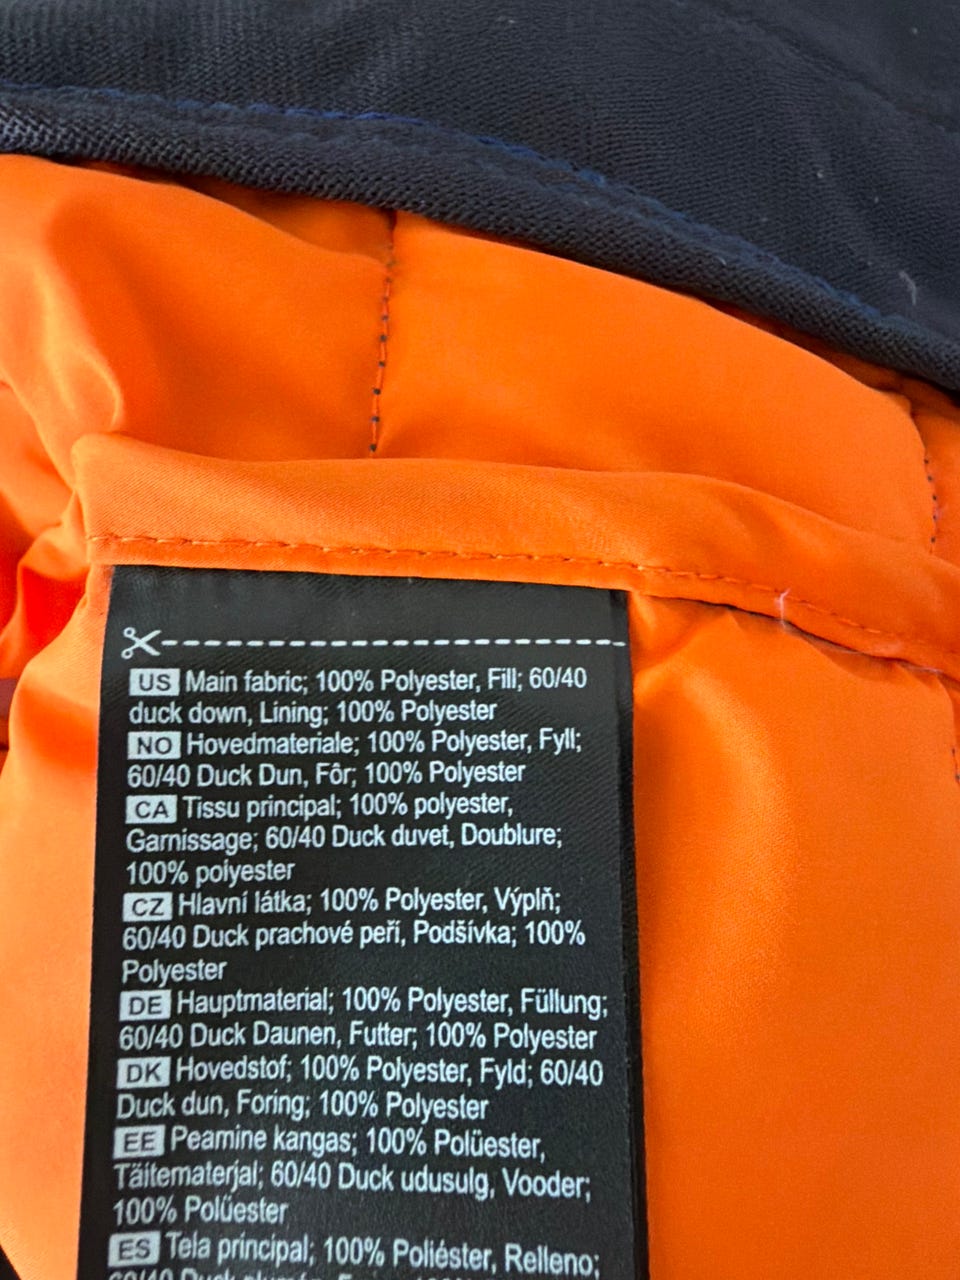 US Main fabric; 100% Polyester, Fill; 60/40
duck down, Lining; 100% Polyester
NO Hovedmateriale; 100% Polyester, Fyll;
60/40 Duck Dun, Fôr; 100% Polyester
CA Tissu principal; 100% polyester,
Garnissage; 60/40 Duck duvet, Doublure;
100% polyester
CZ Hlavní látka; 100% Polyester, Výplň;
60/40 Duck prachové peří, Podšívka; 100%
Polyester
DE Hauptmaterial; 100% Polyester, Füllung;
60/40 Duck Daunen, Futter; 100% Polyester
DK Hovedstof; 100% Polyester, Fyld; 60/40
Duck dun, Foring; 100% Polyester
EE Peamine kangas; 100% Polüester,
Täitematerjal; 60/40 Duck udusulg, Vooder;
100% Polüester
ES Tela principal; 100% Poliéster, Relleno;
60/40 Duck